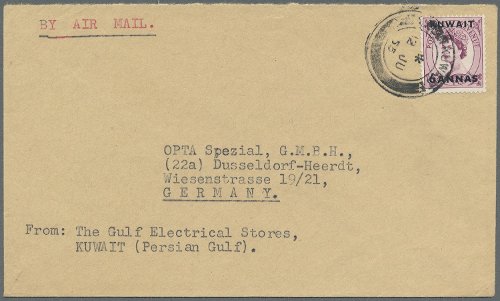 BY AIR MAIL.
KUWAIT
6 ANNAS
OPTA Spezial, G.M.B.H.,
(22a) Dusseldorf-Heerdt,
Wiesenstrasse 19/21,
GERMANY.
From: The Gulf Electrical Stores,
KUWAIT (Persian Gulf).